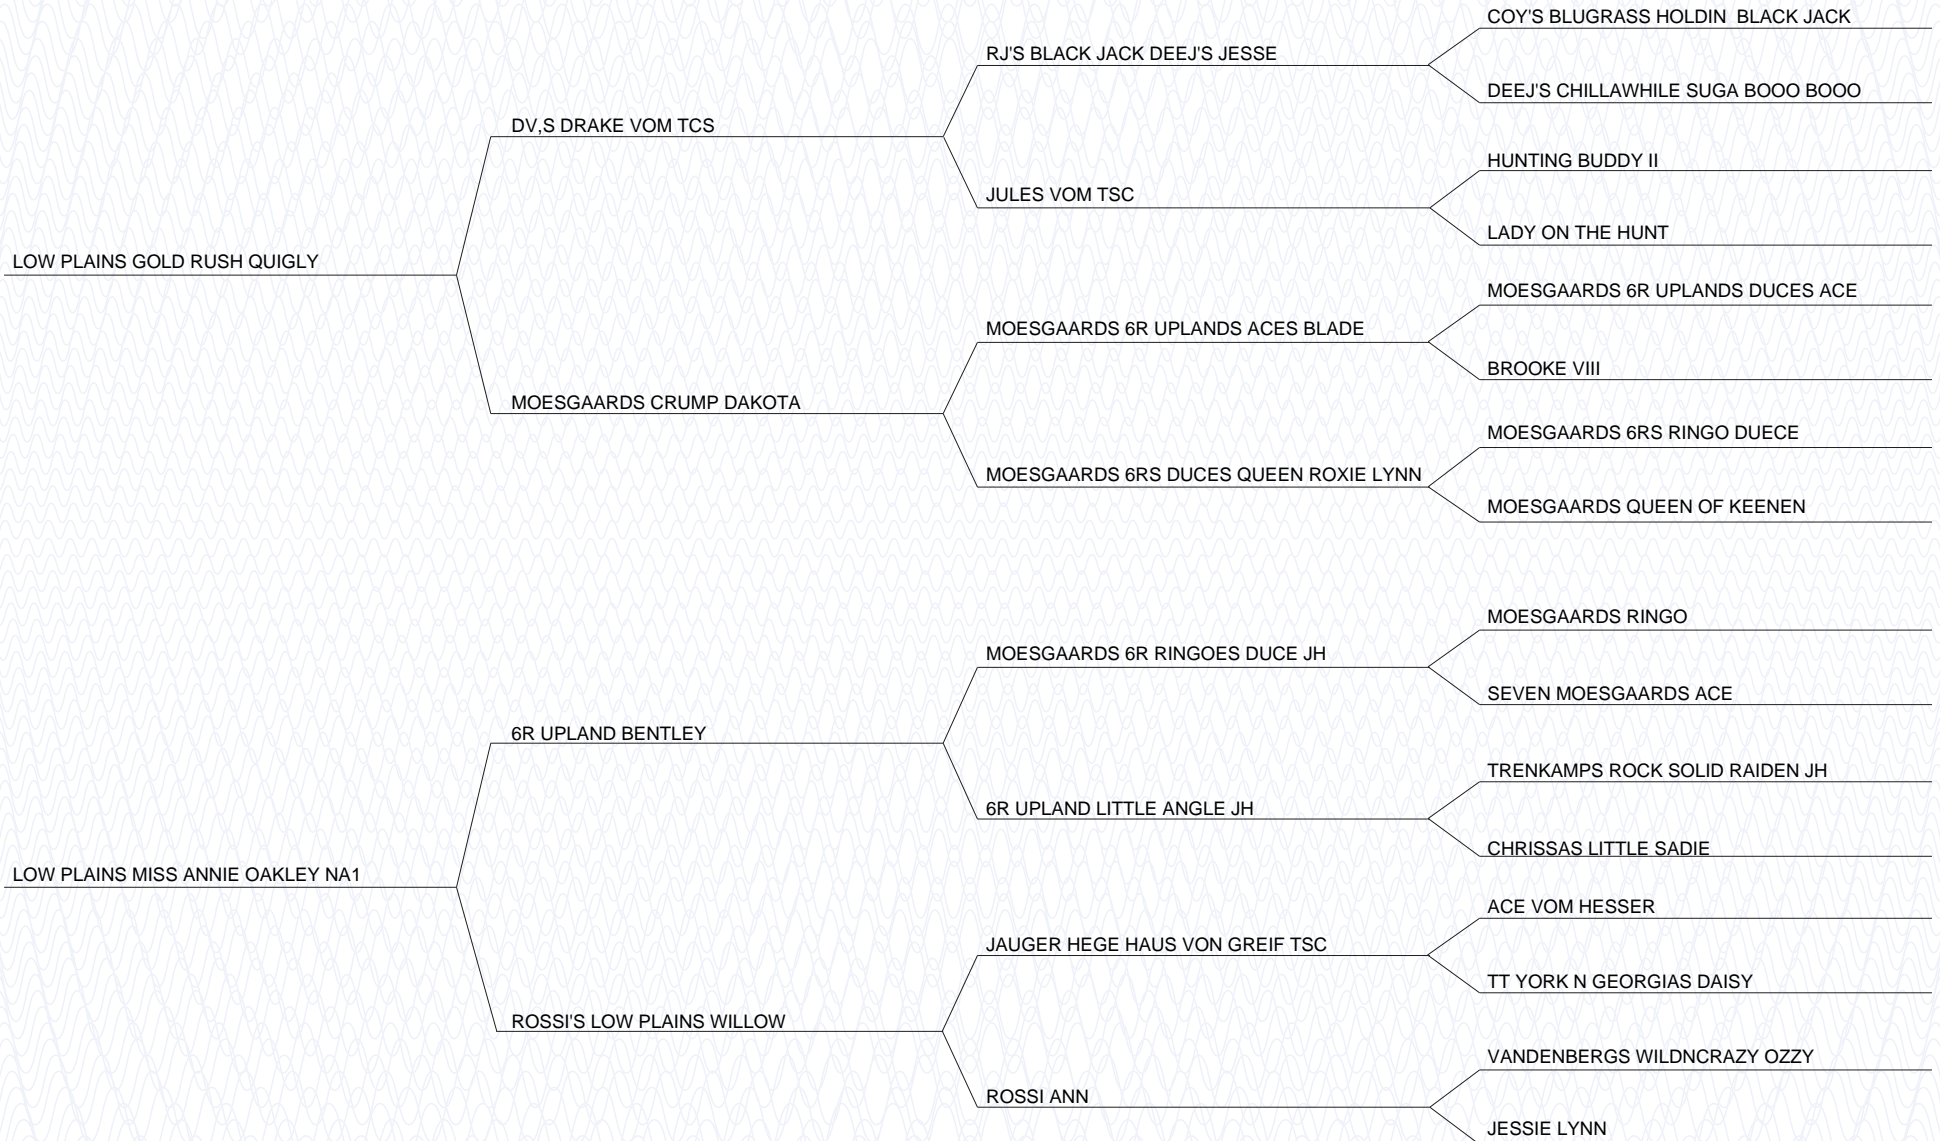 COY'S BLUGRASS HOLDIN  BLACK JACK
RJ'S BLACK JACK DEEJ'S JESSE
DEEJ'S CHILLAWHILE SUGA BOOO BOOO
DV,S DRAKE VOM TCS
HUNTING BUDDY II
JULES VOM TSC
LADY ON THE HUNT
LOW PLAINS GOLD RUSH QUIGLY
MOESGAARDS 6R UPLANDS DUCES ACE
MOESGAARDS 6R UPLANDS ACES BLADE
BROOKE VIII
MOESGAARDS CRUMP DAKOTA
MOESGAARDS 6RS RINGO DUECE
MOESGAARDS 6RS DUCES QUEEN ROXIE LYNN
MOESGAARDS QUEEN OF KEENEN
MOESGAARDS RINGO
MOESGAARDS 6R RINGOES DUCE JH
SEVEN MOESGAARDS ACE
6R UPLAND BENTLEY
TRENKAMPS ROCK SOLID RAIDEN JH
6R UPLAND LITTLE ANGLE JH
CHRISSAS LITTLE SADIE
LOW PLAINS MISS ANNIE OAKLEY NA1
ACE VOM HESSER
JAUGER HEGE HAUS VON GREIF TSC
TT YORK N GEORGIAS DAISY
ROSSI'S LOW PLAINS WILLOW
VANDENBERGS WILDNCRAZY OZZY
ROSSI ANN
JESSIE LYNN